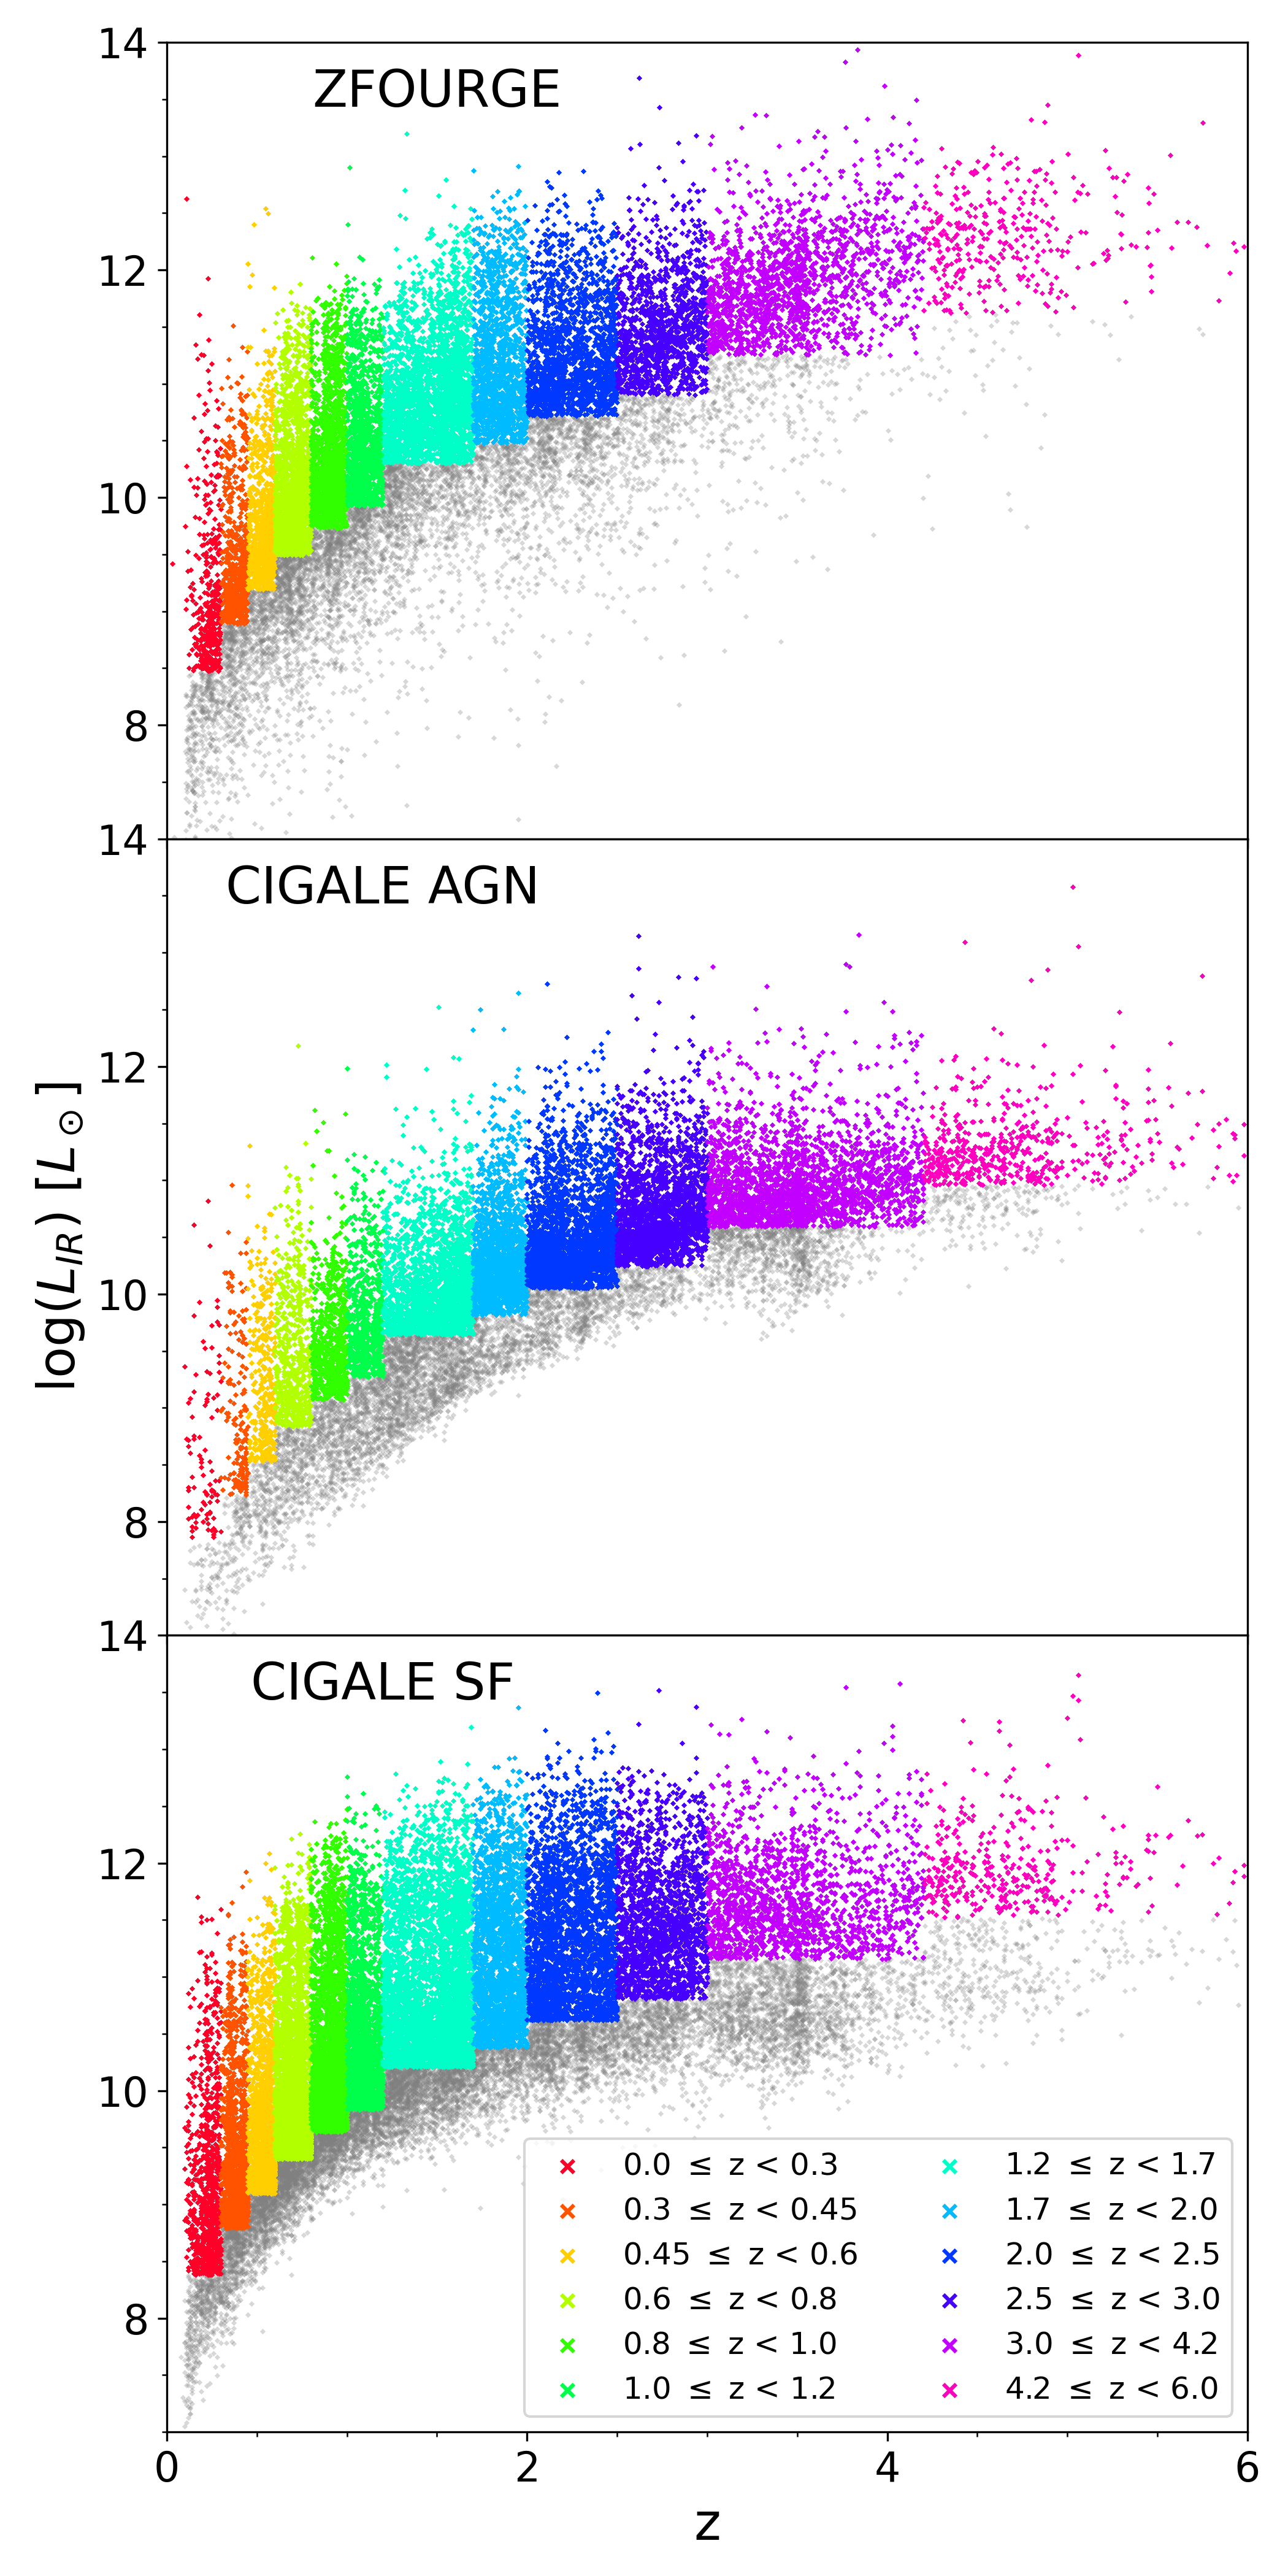 ZFOURGE
14
12
10
8
CIGALE AGN
14
12
10
8
log(L_{IR}) [L_⊙]
CIGALE SF
14
12
10
8
0.0 ≤ z < 0.3
0.3 ≤ z < 0.45
0.45 ≤ z < 0.6
0.6 ≤ z < 0.8
0.8 ≤ z < 1.0
1.0 ≤ z < 1.2
1.2 ≤ z < 1.7
1.7 ≤ z < 2.0
2.0 ≤ z < 2.5
2.5 ≤ z < 3.0
3.0 ≤ z < 4.2
4.2 ≤ z < 6.0
0 2 4 6
z